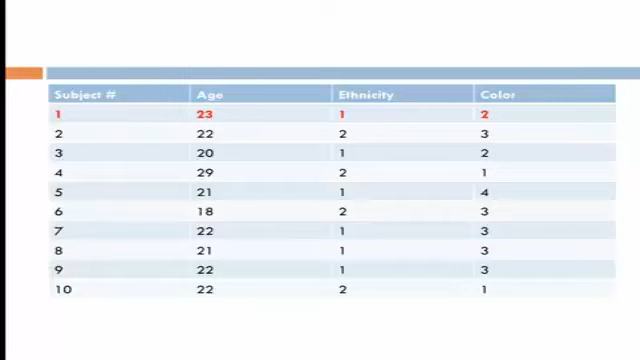 Subject # Age Ethnicity Color
1 23 1 2
2 22 2 3
3 20 1 2
4 29 2 1
5 21 1 4
6 18 2 3
7 22 1 3
8 21 1 3
9 22 1 3
10 22 2 1